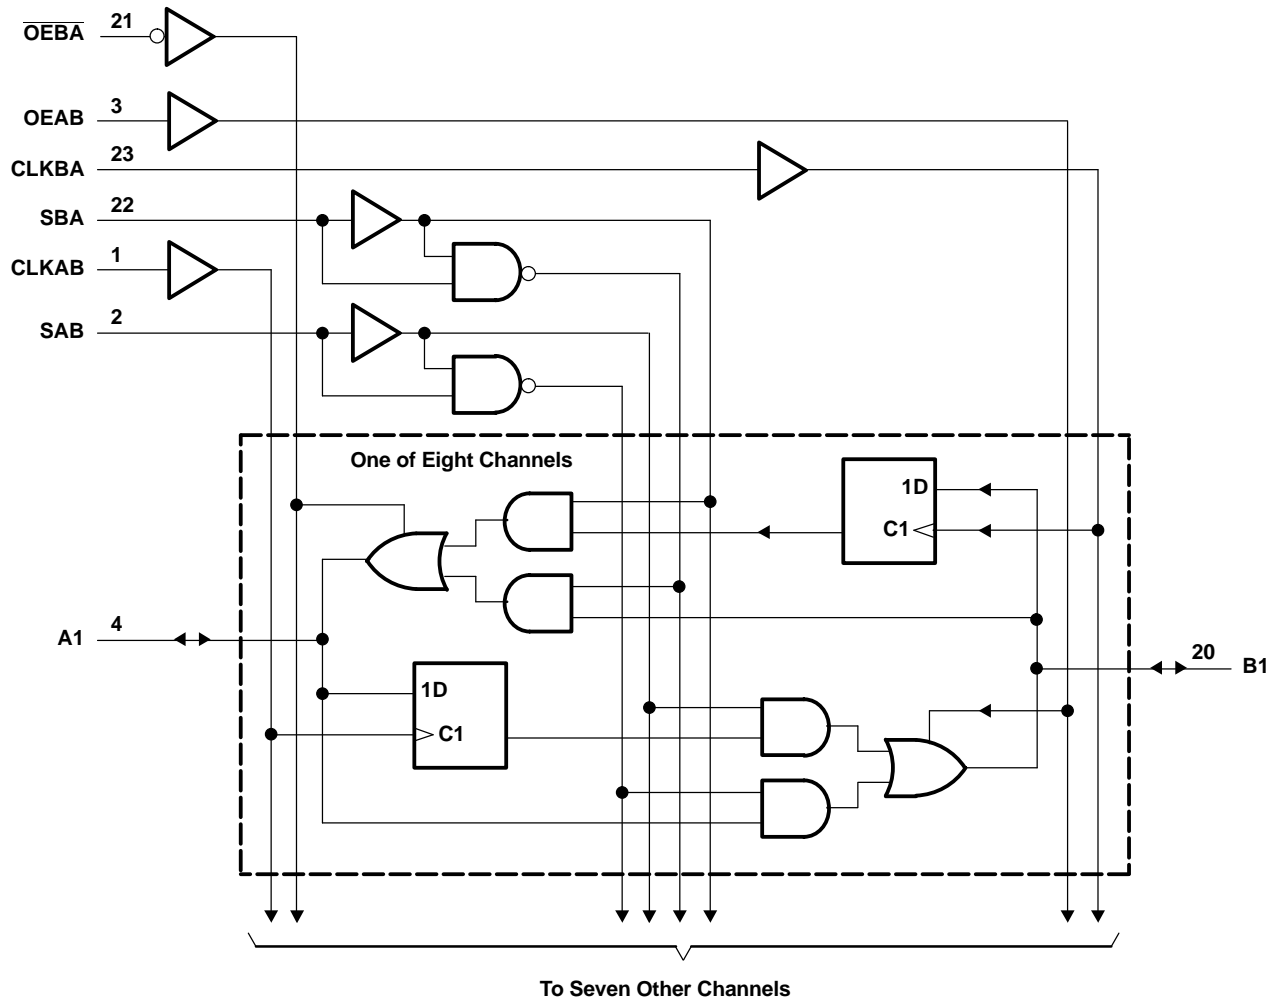 OEBA 21
OEAB 3
CLKBA 23
SBA 22
CLKAB 1
SAB 2
One of Eight Channels
1D
C1
A1 4
1D
C1
20 B1
To Seven Other Channels